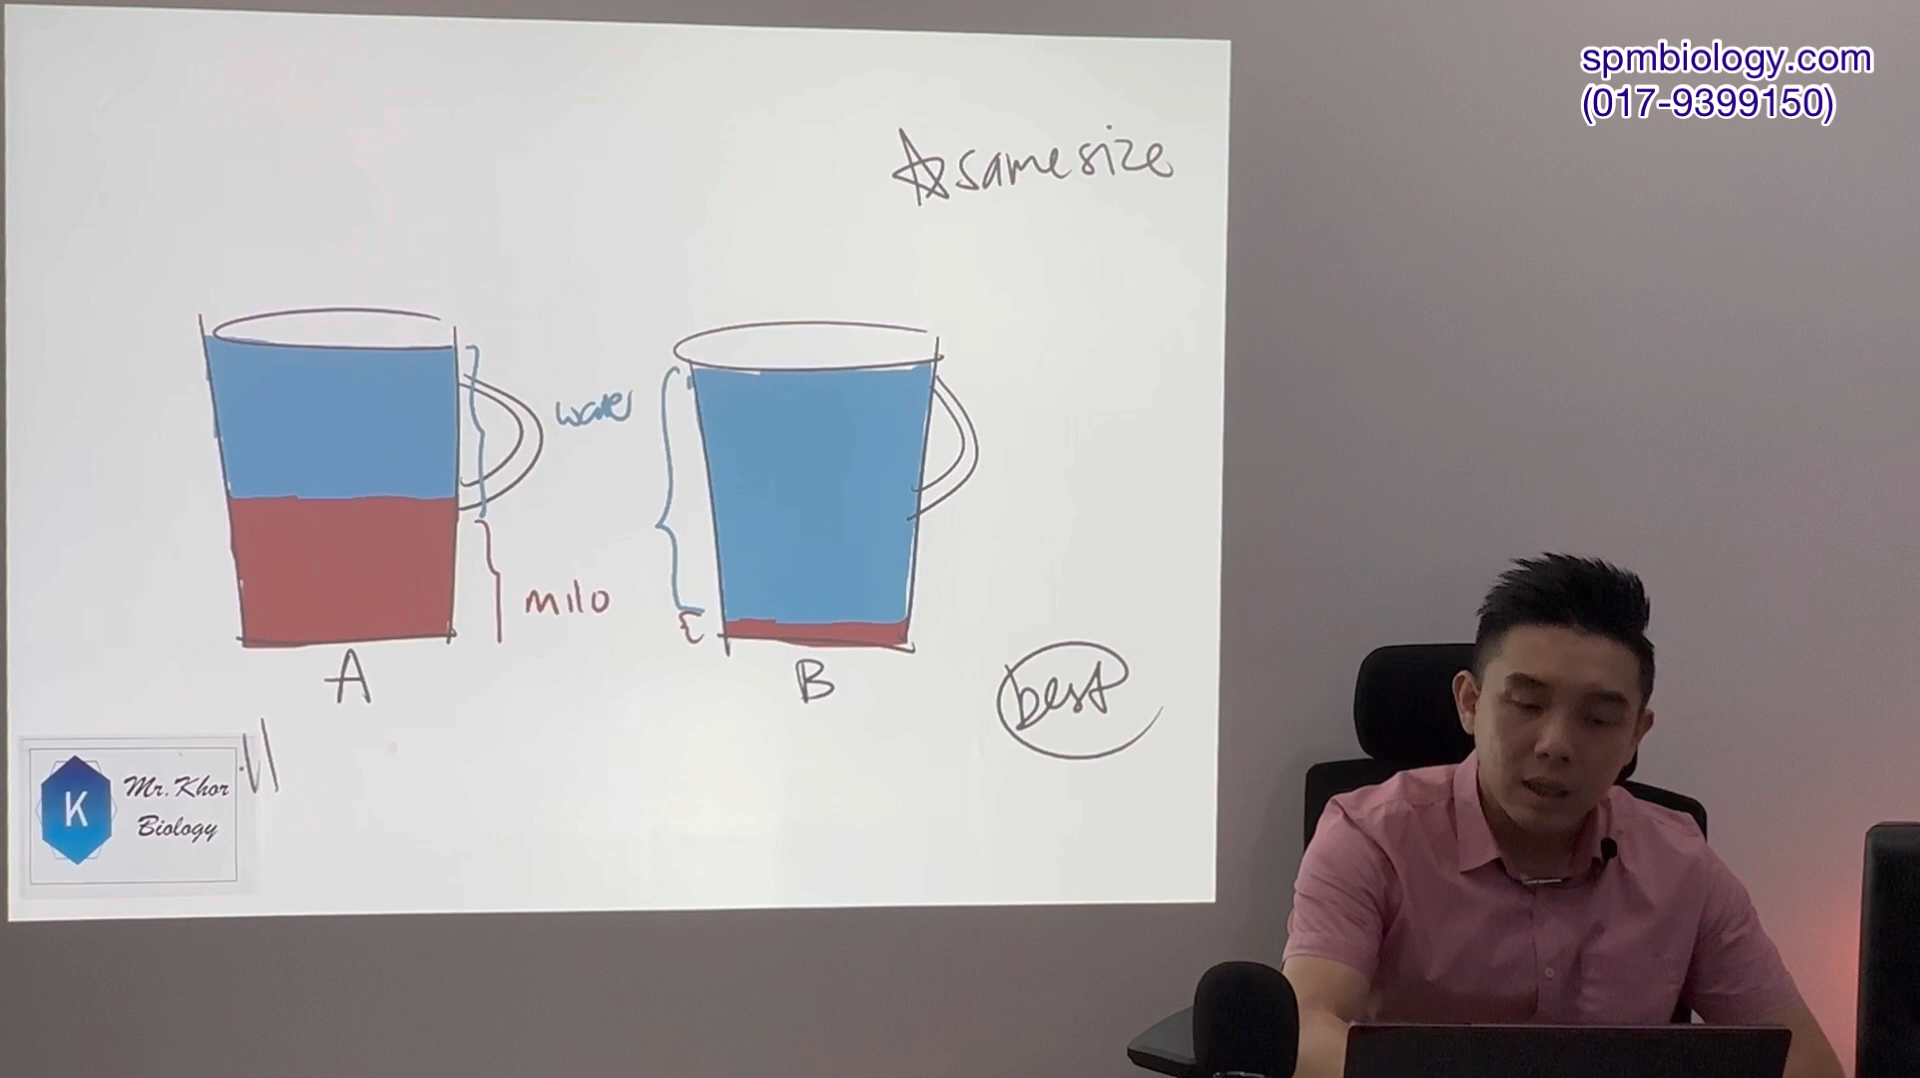 spmbiology.com
(017-9399150)
same size
water
milo
A
B
best
K
Mr. Khor
Biology